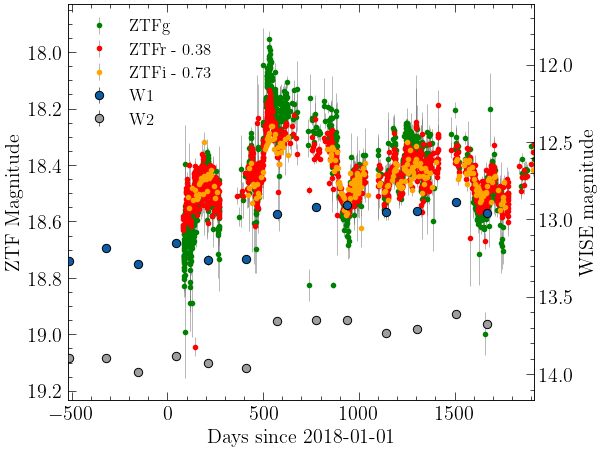 ZTFg
ZTFr - 0.38
ZTFi - 0.73
W1
W2
ZTF Magnitude
18.0
18.2
18.4
18.6
18.8
19.0
19.2
WISE magnitude
12.0
12.5
13.0
13.5
14.0
−500
0
500
1000
1500
Days since 2018-01-01